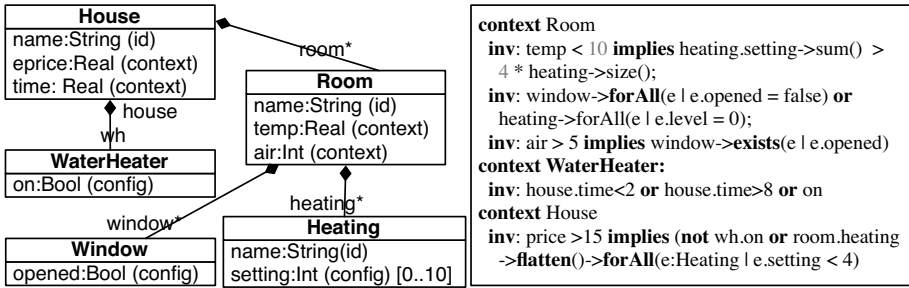 House
name:String (id)
eprice:Real (context)
time: Real (context)
room*
house
wh
Room
name:String (id)
temp:Real (context)
air:Int (context)
WaterHeater
on:Bool (config)
window*
heating*
Window
opened:Bool (config)
Heating
name:String(id)
setting:Int (config) [0..10]
context Room
inv: temp < 10 implies heating.setting->sum() >
4 * heating->size();
inv: window->forAll(e | e.opened = false) or
heating->forAll(e | e.level = 0);
inv: air > 5 implies window->exists(e | e.opened)
context WaterHeater:
inv: house.time<2 or house.time>8 or on
context House
inv: price >15 implies (not wh.on or room.heating
->flatten()->forAll(e:Heating | e.setting < 4)